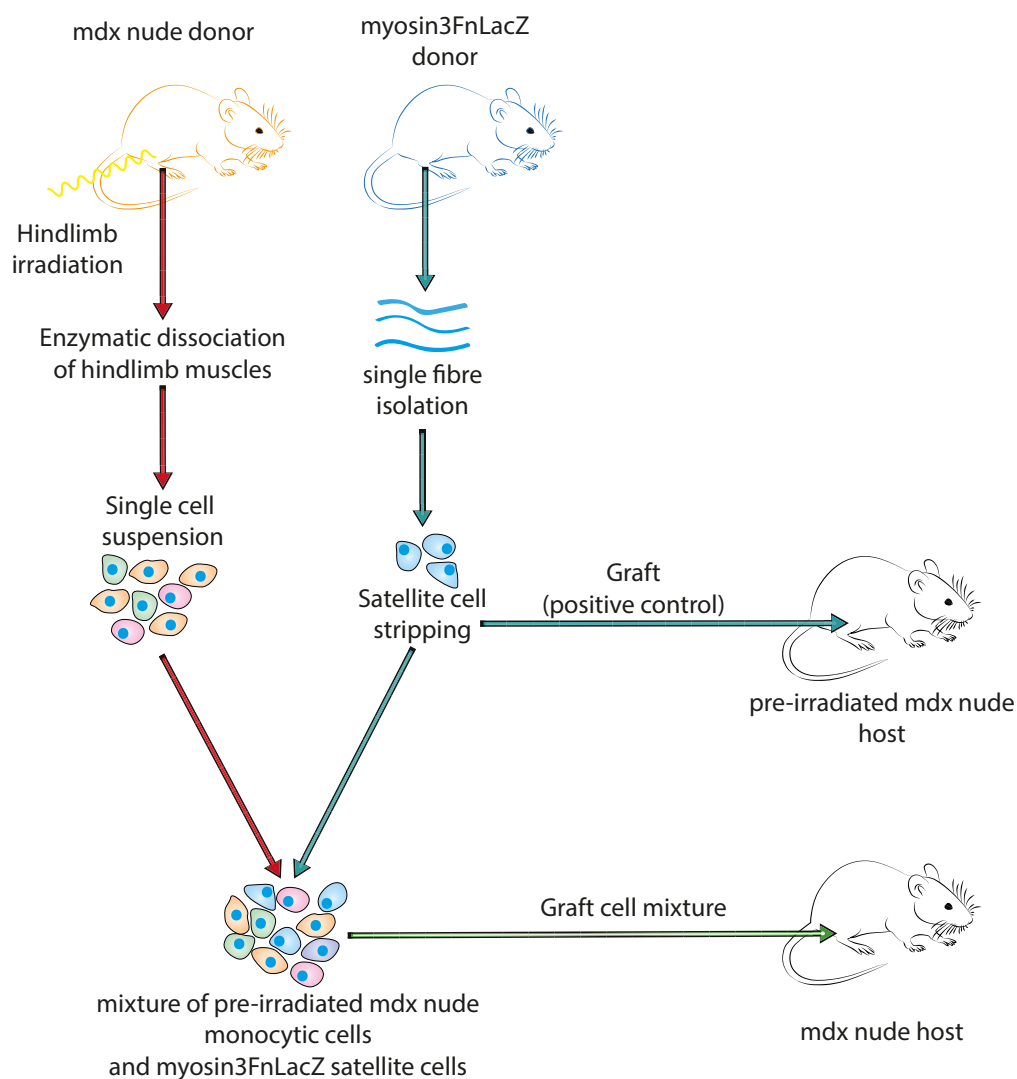 mdx nude donor
myosin3FnLacZ
donor
Hindlimb
irradiation
Enzymatic dissociation
of hindlimb muscles
single fibre
isolation
Single cell
suspension
Satellite cell
stripping
Graft
(positive control)
pre-irradiated mdx nude
host
Graft cell mixture
mixture of pre-irradiated mdx nude
monocytic cells
and myosin3FnLacZ satellite cells
mdx nude host